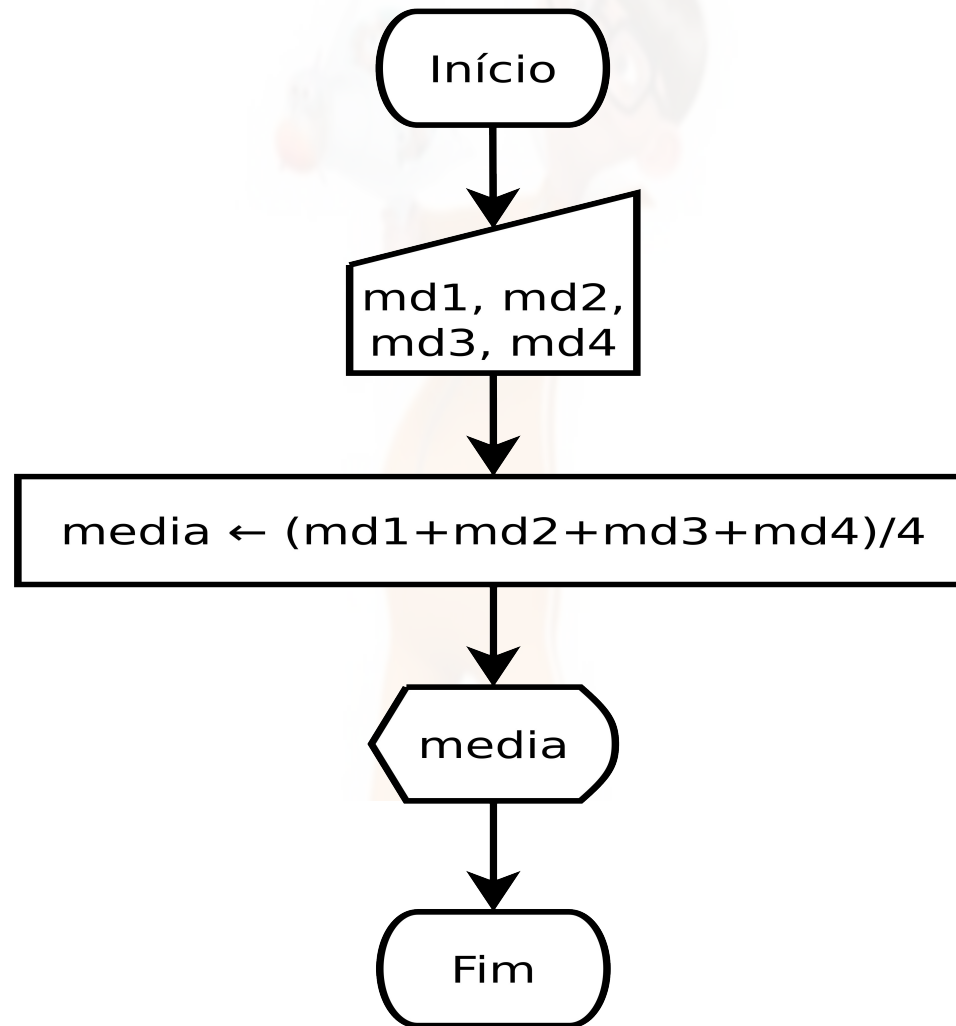 Início
md1, md2,
md3, md4
media ← (md1+md2+md3+md4)/4
media
Fim